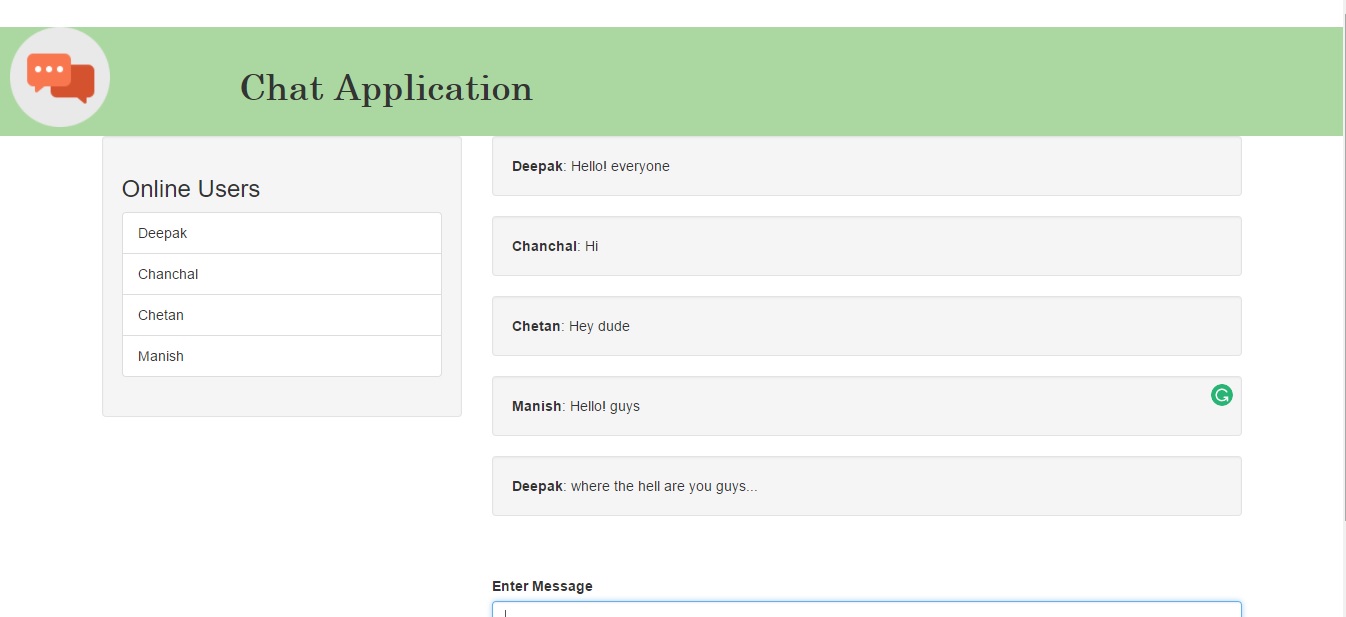 Chat Application
Online Users
Deepak
Chanchal
Chetan
Manish
Deepak: Hello! everyone
Chanchal: Hi
Chetan: Hey dude
Manish: Hello! guys
Deepak: where the hell are you guys...
Enter Message